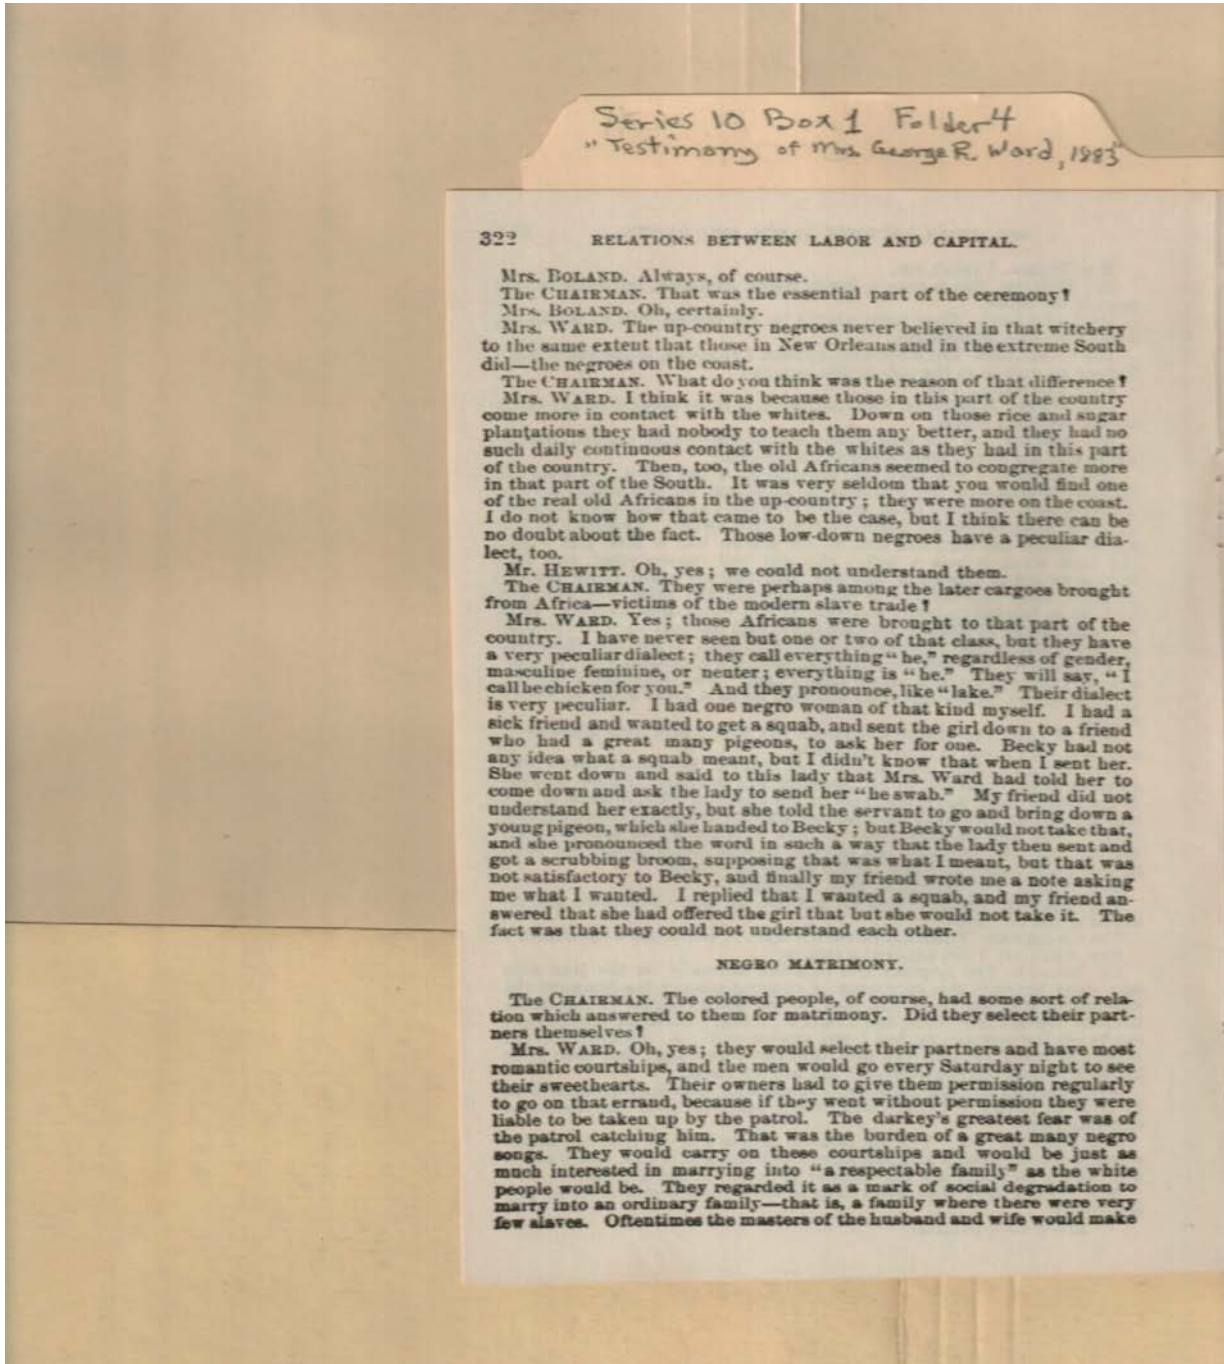 Series 10 Box 1 Folder 4
"Testimony of Mrs. George R. Ward, 1883"
322 RELATIONS BETWEEN LABOR AND CAPITAL.
Mrs. BOLAND. Always, of course.
The CHAIRMAN. That was the essential part of the ceremony?
Mrs. BOLAND. Oh, certainly.
Mrs. WARD. The up-country negroes never believed in that witchery
to the same extent that those in New Orleans and in the extreme South
did—the negroes on the coast.
The CHAIRMAN. What do you think was the reason of that difference?
Mrs. WARD. I think it was because those in this part of the country
come more in contact with the whites. Down on those rice and sugar
plantations they had nobody to teach them any better, and they had no
such daily continuous contact with the whites as they had in this part
of the country. Then, too, the old Africans seemed to congregate more
in that part of the South. It was very seldom that you would find one
of the real old Africans in the up-country; they were more on the coast.
I do not know how that came to be the case, but I think there can be
no doubt about the fact. Those low-down negroes have a peculiar dia-
lect, too.
Mr. HEWITT. Oh, yes; we could not understand them.
The CHAIRMAN. They were perhaps among the later cargoes brought
from Africa—victims of the modern slave trade?
Mrs. WARD. Yes; those Africans were brought to that part of the
country. I have never seen but one or two of that class, but they have
a very peculiar dialect; they call everything "he," regardless of gender,
masculine feminine, or neuter; everything is "he." They will say, "I
call he chicken for you." And they pronounce, like "lake." Their dialect
is very peculiar. I had one negro woman of that kind myself. I had a
sick friend and wanted to get a squab, and sent the girl down to a friend
who had a great many pigeons, to ask her for one. Becky had not
any idea what a squab meant, but I didn't know that when I sent her.
She went down and said to this lady that Mrs. Ward had told her to
come down and ask the lady to send her "he swab." My friend did not
understand her exactly, but she told the servant to go and bring down a
young pigeon, which she handed to Becky; but Becky would not take that,
and she pronounced the word in such a way that the lady then sent and
got a scrubbing broom, supposing that was what I meant, but that was
not satisfactory to Becky, and finally my friend wrote me a note asking
me what I wanted. I replied that I wanted a squab, and my friend an-
swered that she had offered the girl that but she would not take it. The
fact was that they could not understand each other.
NEGRO MATRIMONY.
The CHAIRMAN. The colored people, of course, had some sort of rela-
tion which answered to them for matrimony. Did they select their part-
ners themselves?
Mrs. WARD. Oh, yes; they would select their partners and have most
romantic courtships, and the men would go every Saturday night to see
their sweethearts. Their owners had to give them permission regularly
to go on that errand, because if they went without permission they were
liable to be taken up by the patrol. The darkey's greatest fear was of
the patrol catching him. That was the burden of a great many negro
songs. They would carry on these courtships and would be just as
much interested in marrying into "a respectable family" as the white
people would be. They regarded it as a mark of social degradation to
marry into an ordinary family—that is, a family where there were very
few slaves. Oftentimes the masters of the husband and wife would make